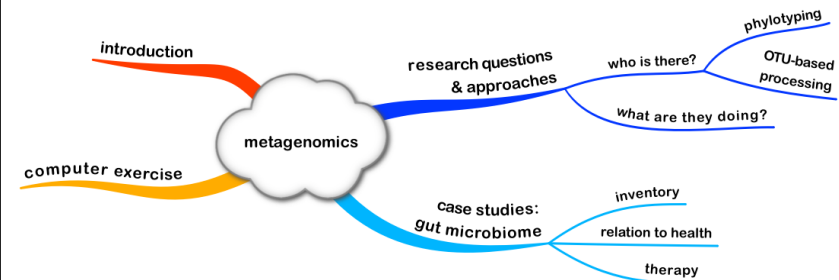 introduction
computer exercise
metagenomics
research questions
& approaches
who is there?
phylotyping
OTU-based
processing
what are they doing?
case studies:
gut microbiome
inventory
relation to health
therapy